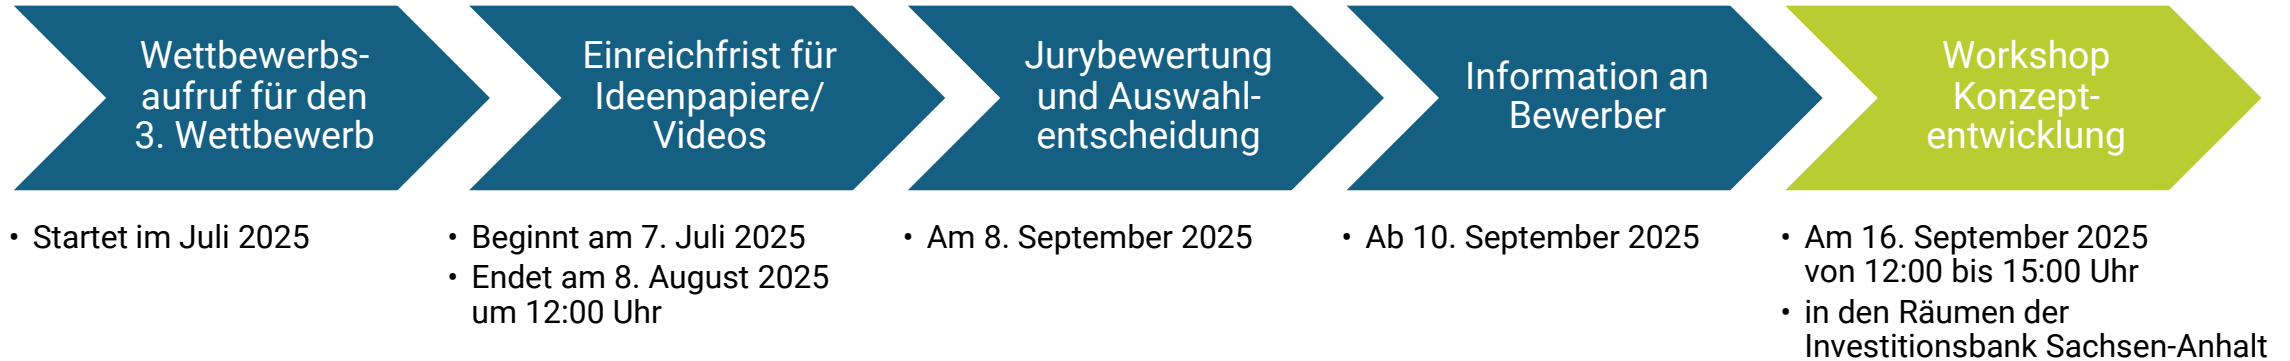 Wettbewerbs-
aufruf für den
3. Wettbewerb
Einreichfrist für
Ideenpapiere/
Videos
Jurybewertung
und Auswahl-
entscheidung
Information an
Bewerber
Workshop
Konzept-
entwicklung
• Startet im Juli 2025
• Beginnt am 7. Juli 2025
• Endet am 8. August 2025
um 12:00 Uhr
• Am 8. September 2025
• Ab 10. September 2025
• Am 16. September 2025
von 12:00 bis 15:00 Uhr
• in den Räumen der
Investitionsbank Sachsen-Anhalt